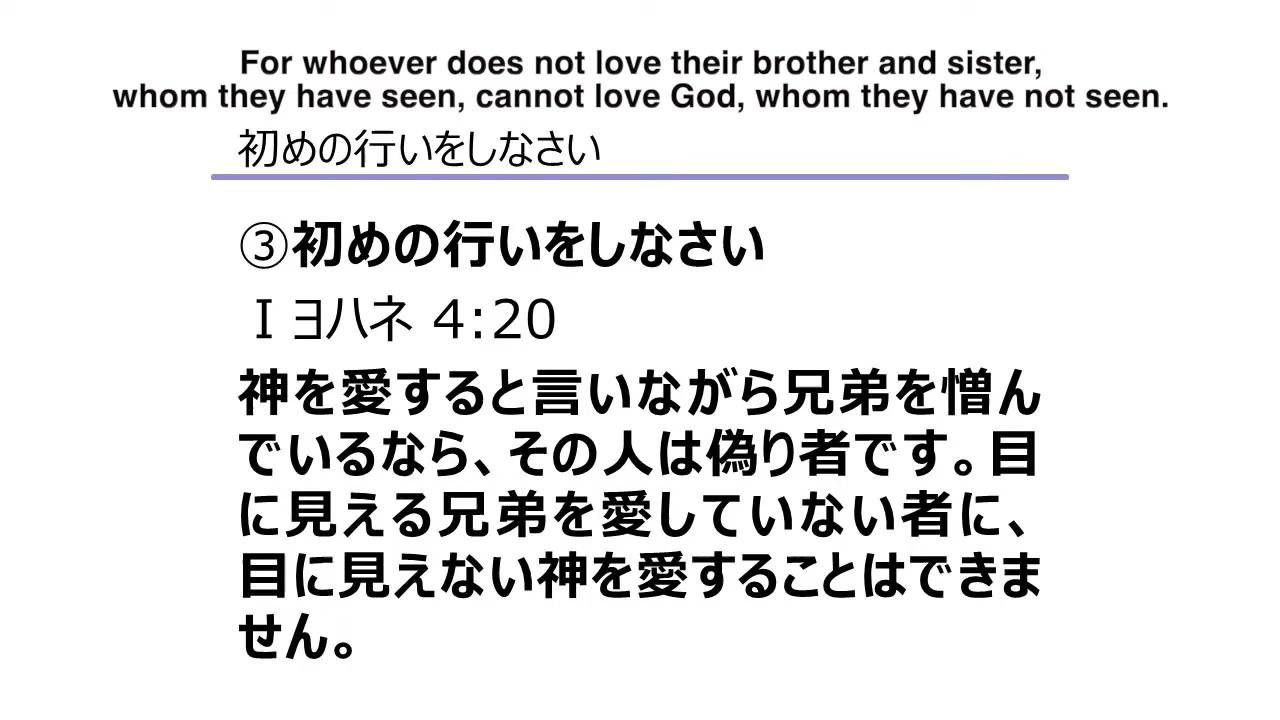 For whoever does not love their brother and sister,
whom they have seen, cannot love God, whom they have not seen.
初めの行いをしなさい
③初めの行いをしなさい
Ⅰヨハネ 4:20
神を愛すると言いながら兄弟を憎ん
でいるなら、その人は偽り者です。目
に見える兄弟を愛していない者に、
目に見えない神を愛することはできま
せん。